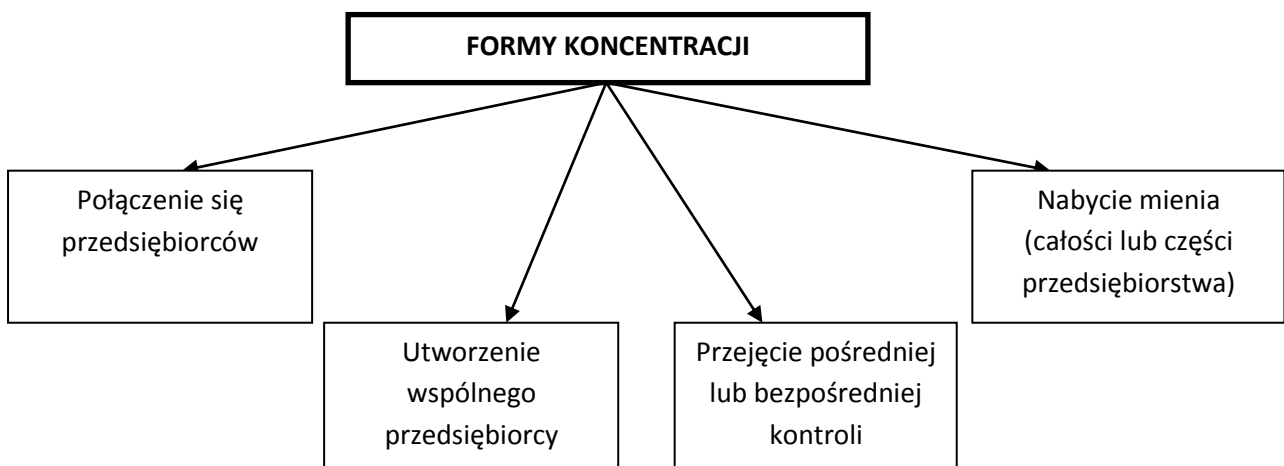 FORMY KONCENTRACJI
Połączenie się
przedsiębiorców
Nabycie mienia
(całości lub części
przedsiębiorstwa)
Utworzenie
wspólnego
przedsiębiorcy
Przejęcie pośredniej
lub bezpośredniej
kontroli